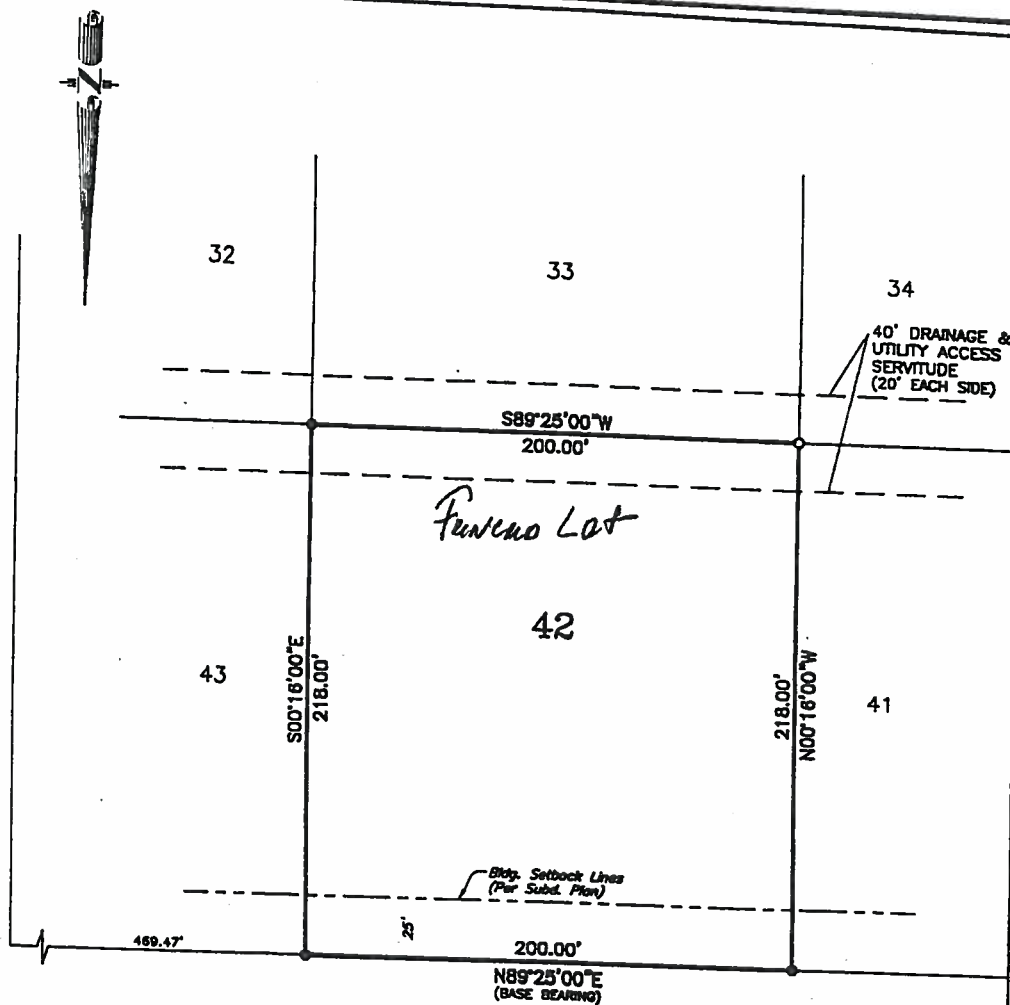 N
32
33
34
40' DRAINAGE &
UTILITY ACCESS
SERVITUDE
(20' EACH SIDE)
S89°25'00"W
200.00'
Lot
42
43
S00°16'00"E
218.00'
218.00'
N00°16'00"W
41
Bldg. Setback Lines
(Per Subd. Plan)
25'
469.47'
200.00'
N89°25'00"E
(BASE BEARING)